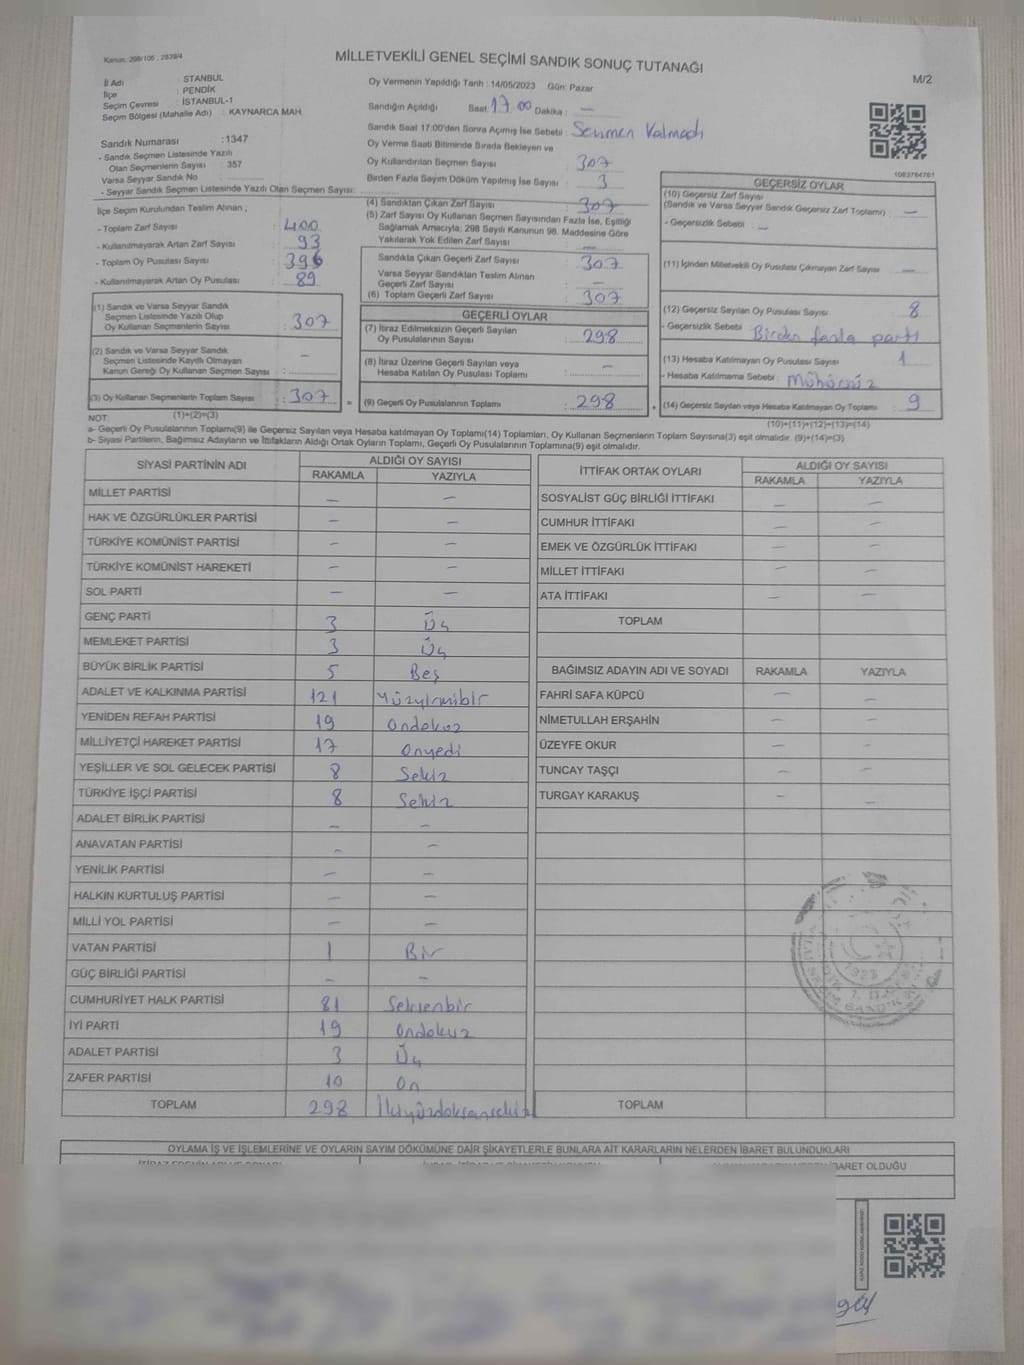 Kanun: 298/105 , 2839/4
MİLLETVEKİLİ GENEL SEÇİMİ SANDIK SONUÇ TUTANAĞI
M/2
İl Adı : STANBUL
İlçe : PENDİK
Seçim Çevresi : İSTANBUL-1
Seçim Bölgesi (Mahalle Adı) : KAYNARCA MAH.
Sandık Numarası :1347
- Sandık Seçmen Listesinde Yazılı
Olan Seçmenlerin Sayısı : 357
Varsa Seyyar Sandık No
- Seyyar Sandık Seçmen Listesinde Yazılı Olan Seçmen Sayısı:
Oy Vermenin Yapıldığı Tarih : 14/05/2023 Gün: Pazar
Sandığın Açıldığı Saat: 17.00 Dakika : —
Sandık Saat 17:00'den Sonra Açımış İse Sebebi : Seçmen Kalmadı
Oy Verme Saati Bitiminde Sırada Bekleyen ve
Oy Kullandırılan Seçmen Sayısı : 307
Birden Fazla Sayım Döküm Yapılmış İse Sayısı : 3
1083764761
İlçe Seçim Kurulundan Teslim Alınan ;
- Toplam Zarf Sayısı : 400
- Kullanılmayarak Artan Zarf Sayısı : 93
- Toplam Oy Pusulası Sayısı : 396
- Kullanılmayarak Artan Oy Pusulası : 89
(4) Sandıktan Çıkan Zarf Sayısı : 307
(5) Zarf Sayısı Oy Kullanan Seçmen Sayısından Fazla İse, Eşitliği
Sağlamak Amacıyla; 298 Sayılı Kanunun 98. Maddesine Göre
Yakılarak Yok Edilen Zarf Sayısı : —
Sandıkta Çıkan Geçerli Zarf Sayısı : 307
Varsa Seyyar Sandıktan Teslim Alınan
Geçerli Zarf Sayısı : —
(6) Toplam Geçerli Zarf Sayısı : 307
GEÇERSİZ OYLAR
(10) Geçersiz Zarf Sayısı
(Sandık ve Varsa Seyyar Sandık Geçersiz Zarf Toplamı) : —
- Geçersizlik Sebebi : —
(11) İçinden Milletvekili Oy Pusulası Çıkmayan Zarf Sayısı —
(12) Geçersiz Sayılan Oy Pusulası Sayısı : 8
- Geçersizlik Sebebi : Birden fazla parti
(13) Hesaba Katılmayan Oy Pusulası Sayısı : 1
- Hesaba Katılmama Sebebi : Mühürsüz
(14) Geçersiz Sayılan veya Hesaba Katılmayan Oy Toplamı : 9
(10)+(11)+(12)+(13)=(14)
(1) Sandık ve Varsa Seyyar Sandık
Seçmen Listesinde Yazılı Olup
Oy Kullanan Seçmenlerin Sayısı : 307
(2) Sandık ve Varsa Seyyar Sandık
Seçmen Listesinde Kayıtlı Olmayan
Kanun Gereği Oy Kullanan Seçmen Sayısı : —
(3) Oy Kullanan Seçmenlerin Toplam Sayısı : 307
(1)+(2)=(3)
GEÇERLİ OYLAR
(7) İtiraz Edilmeksizin Geçerli Sayılan
Oy Pusulalarının Sayısı : 298
(8) İtiraz Üzerine Geçerli Sayılan veya
Hesaba Katılan Oy Pusulası Toplamı : —
(9) Geçerli Oy Pusulalarının Toplamı : 298
NOT:
a- Geçerli Oy Pusulalarının Toplamı(9) ile Geçersiz Sayılan veya Hesaba katılmayan Oy Toplamı(14) Toplamları, Oy Kullanan Seçmenlerin Toplam Sayısına(3) eşit olmalıdır. (9)+(14)=(3)
b- Siyasi Partilerin, Bağımsız Adayların ve İttifakların Aldığı Ortak Oyların Toplamı, Geçerli Oy Pusulalarının Toplamına(9) eşit olmalıdır.
SİYASİ PARTİNİN ADI ALDIĞI OY SAYISI
RAKAMLA YAZIYLA
MİLLET PARTİSİ — —
HAK VE ÖZGÜRLÜKLER PARTİSİ — —
TÜRKİYE KOMÜNİST PARTİSİ — —
TÜRKİYE KOMÜNİST HAREKETİ — —
SOL PARTİ — —
GENÇ PARTİ 3 Üç
MEMLEKET PARTİSİ 3 Üç
BÜYÜK BİRLİK PARTİSİ 5 Beş
ADALET VE KALKINMA PARTİSİ 121 Yüzyirmibir
YENİDEN REFAH PARTİSİ 19 Ondokuz
MİLLİYETÇİ HAREKET PARTİSİ 17 Onyedi
YEŞİLLER VE SOL GELECEK PARTİSİ 8 Sekiz
TÜRKİYE İŞÇİ PARTİSİ 8 Sekiz
ADALET BİRLİK PARTİSİ — —
ANAVATAN PARTİSİ — —
YENİLİK PARTİSİ — —
HALKIN KURTULUŞ PARTİSİ — —
MİLLİ YOL PARTİSİ — —
VATAN PARTİSİ 1 Bir
GÜÇ BİRLİĞİ PARTİSİ — —
CUMHURİYET HALK PARTİSİ 81 Seksenbir
İYİ PARTİ 19 Ondokuz
ADALET PARTİSİ 3 Üç
ZAFER PARTİSİ 10 On
TOPLAM 298 İkiyüzdoksansekiz
İTTİFAK ORTAK OYLARI ALDIĞI OY SAYISI
RAKAMLA YAZIYLA
SOSYALİST GÜÇ BİRLİĞİ İTTİFAKI — —
CUMHUR İTTİFAKI — —
EMEK VE ÖZGÜRLÜK İTTİFAKI — —
MİLLET İTTİFAKI — —
ATA İTTİFAKI — —
TOPLAM
BAĞIMSIZ ADAYIN ADI VE SOYADI RAKAMLA YAZIYLA
FAHRİ SAFA KÜPCÜ — —
NİMETULLAH ERŞAHİN — —
ÜZEYFE OKUR — —
TUNCAY TAŞÇI — —
TURGAY KARAKUŞ — —
TOPLAM
1923
OYLAMA İŞ VE İŞLEMLERİNE VE OYLARIN SAYIM DÖKÜMÜNE DAİR ŞİKAYETLERLE BUNLARA AİT KARARLARIN NELERDEN İBARET BULUNDUKLARI
İBARET OLDUĞU